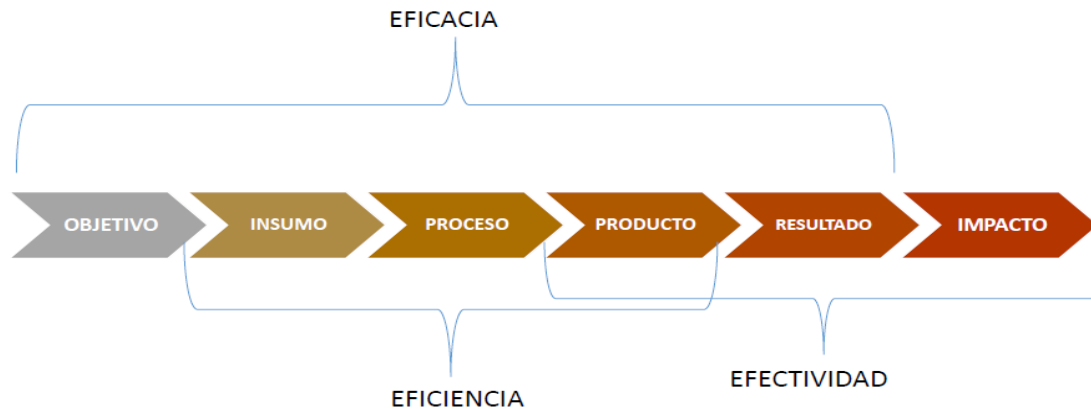 EFICACIA
OBJETIVO
INSUMO
PROCESO
PRODUCTO
RESULTADO
IMPACTO
EFICIENCIA
EFECTIVIDAD